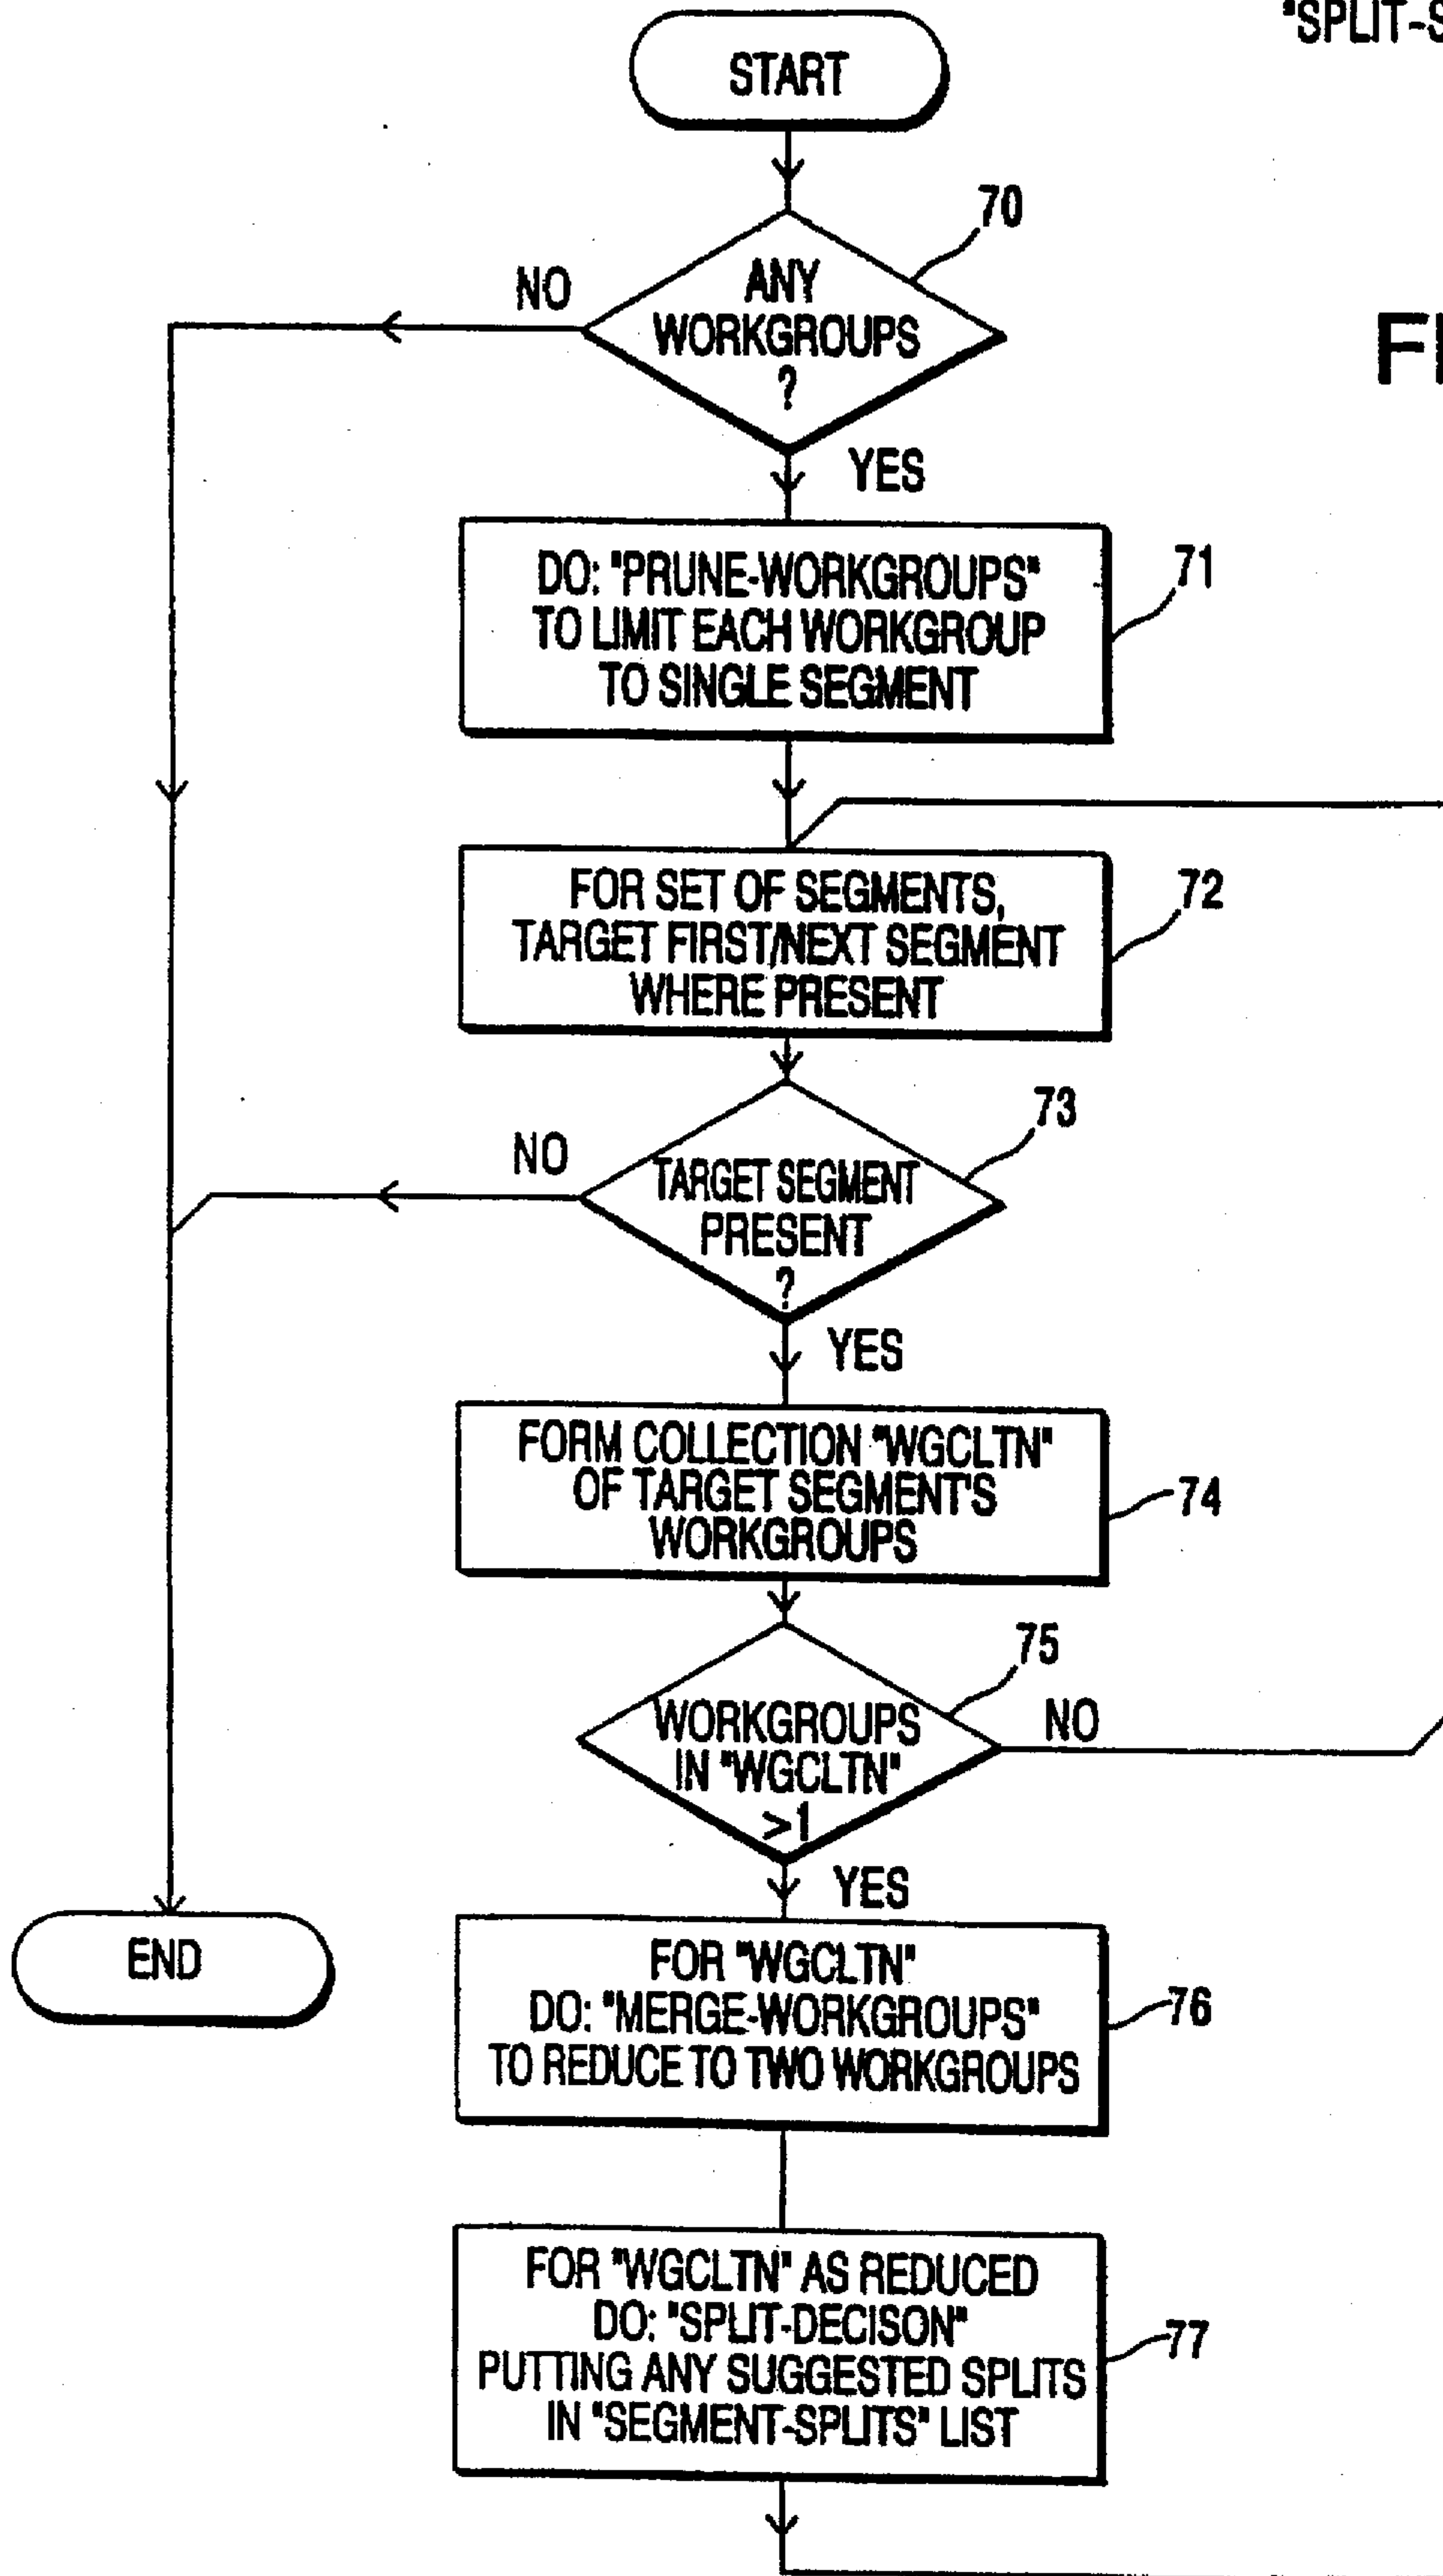 "SPLIT-S
START
70
NO
ANY
WORKGROUPS
?
FI
YES
DO: "PRUNE-WORKGROUPS"
TO LIMIT EACH WORKGROUP
TO SINGLE SEGMENT
71
FOR SET OF SEGMENTS,
TARGET FIRST/NEXT SEGMENT
WHERE PRESENT
72
73
NO
TARGET SEGMENT
PRESENT
?
YES
FORM COLLECTION "WGCLTN"
OF TARGET SEGMENT'S
WORKGROUPS
74
75
WORKGROUPS
IN "WGCLTN"
>1
NO
YES
END
FOR "WGCLTN"
DO: "MERGE-WORKGROUPS"
TO REDUCE TO TWO WORKGROUPS
76
FOR "WGCLTN" AS REDUCED
DO: "SPLIT-DECISON"
PUTTING ANY SUGGESTED SPLITS
IN "SEGMENT-SPLITS" LIST
77